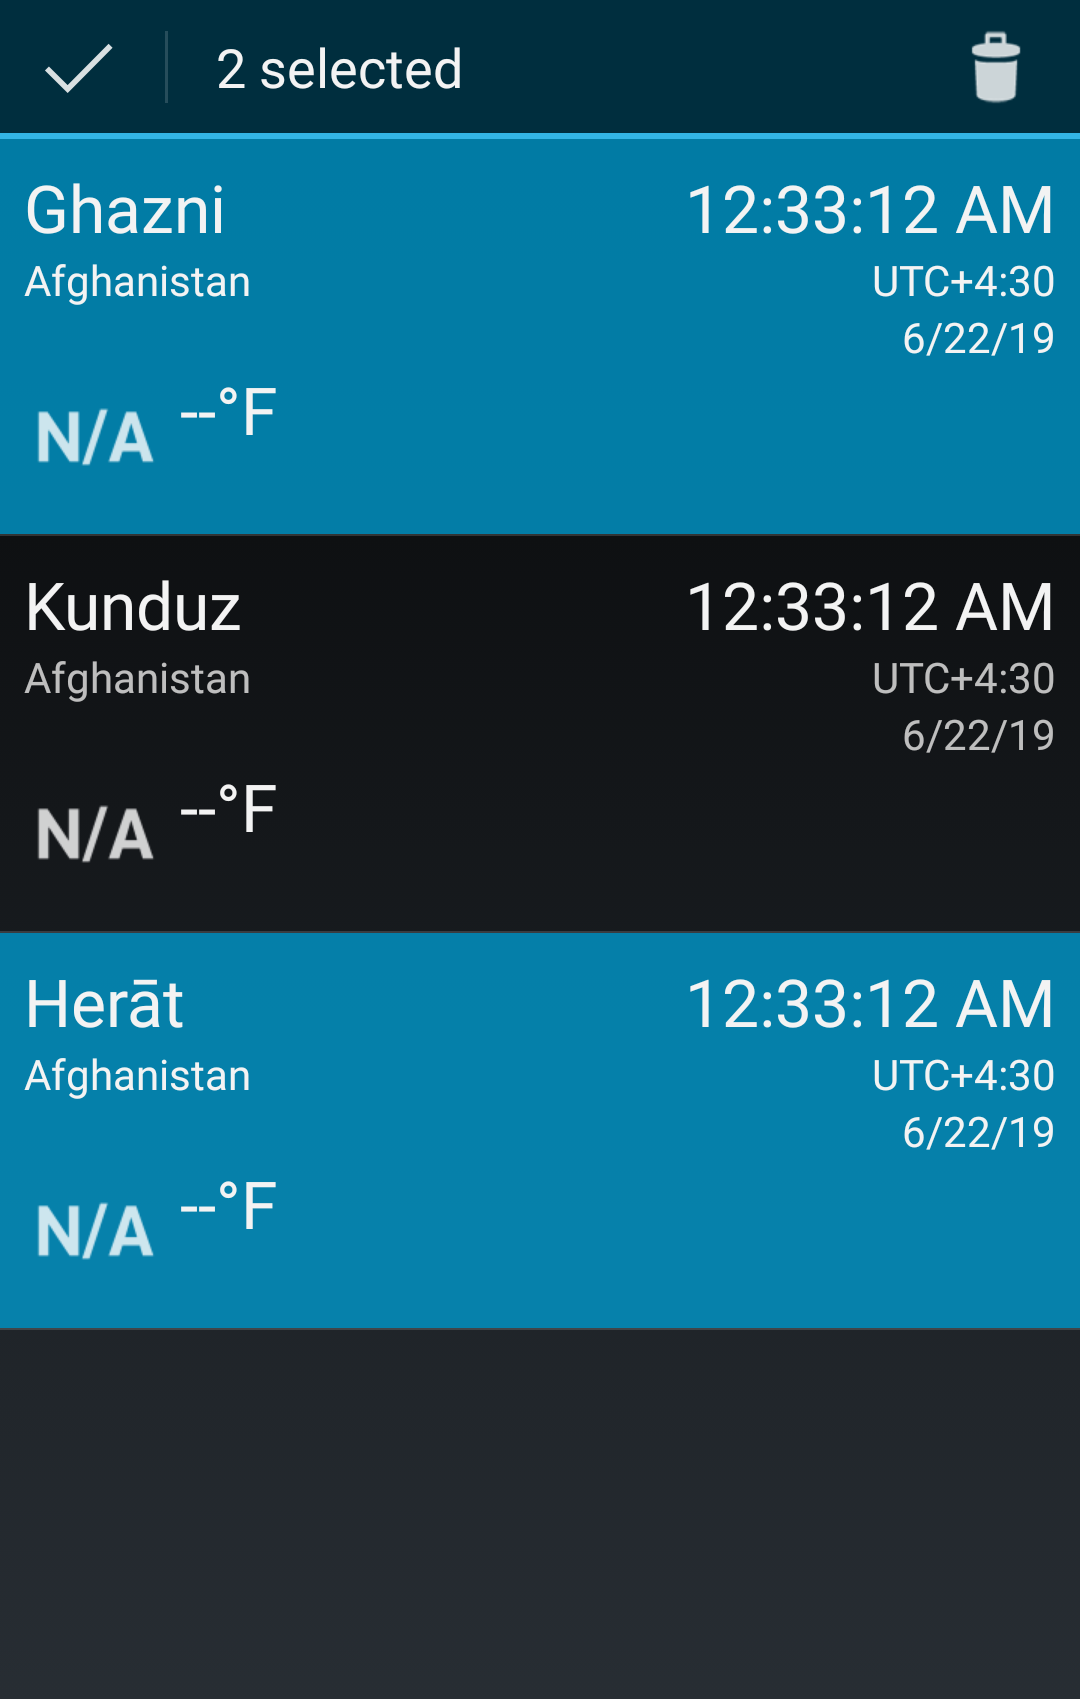 2 selected
Ghazni 12:33:12 AM
Afghanistan UTC+4:30
6/22/19
N/A --°F
Kunduz 12:33:12 AM
Afghanistan UTC+4:30
6/22/19
N/A --°F
Herāt 12:33:12 AM
Afghanistan UTC+4:30
6/22/19
N/A --°F